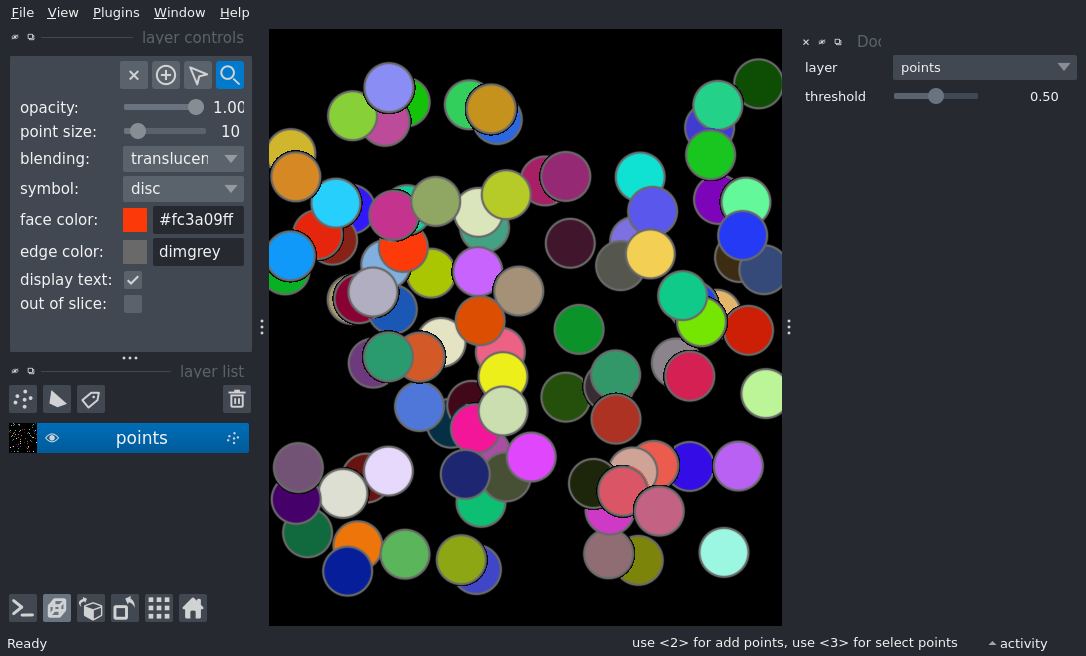 File View Plugins Window Help
layer controls
opacity: 1.00
point size: 10
blending: translucen
symbol: disc
face color: #fc3a09ff
edge color: dimgrey
display text:
out of slice:
layer list
points
Doc
layer points
threshold 0.50
Ready
use <2> for add points, use <3> for select points
activity